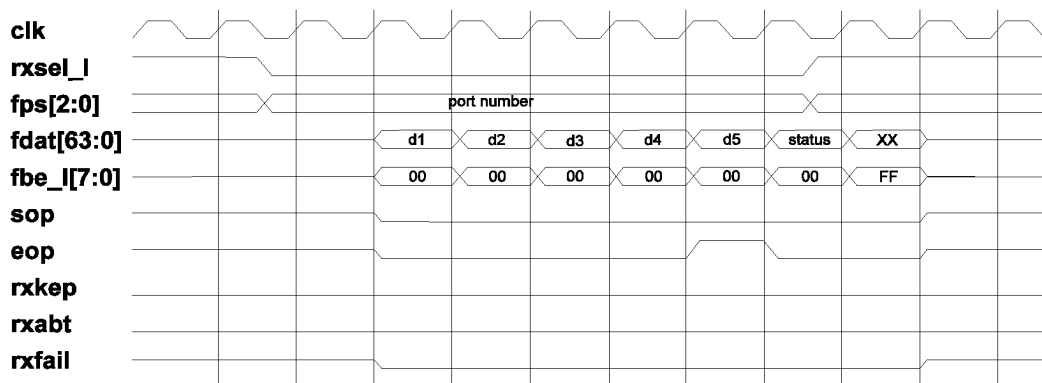 clk
rxsel_l
fps[2:0] port number
fdat[63:0] d1 d2 d3 d4 d5 status XX
fbe_l[7:0] 00 00 00 00 00 00 FF
sop
eop
rxkep
rxabt
rxfail